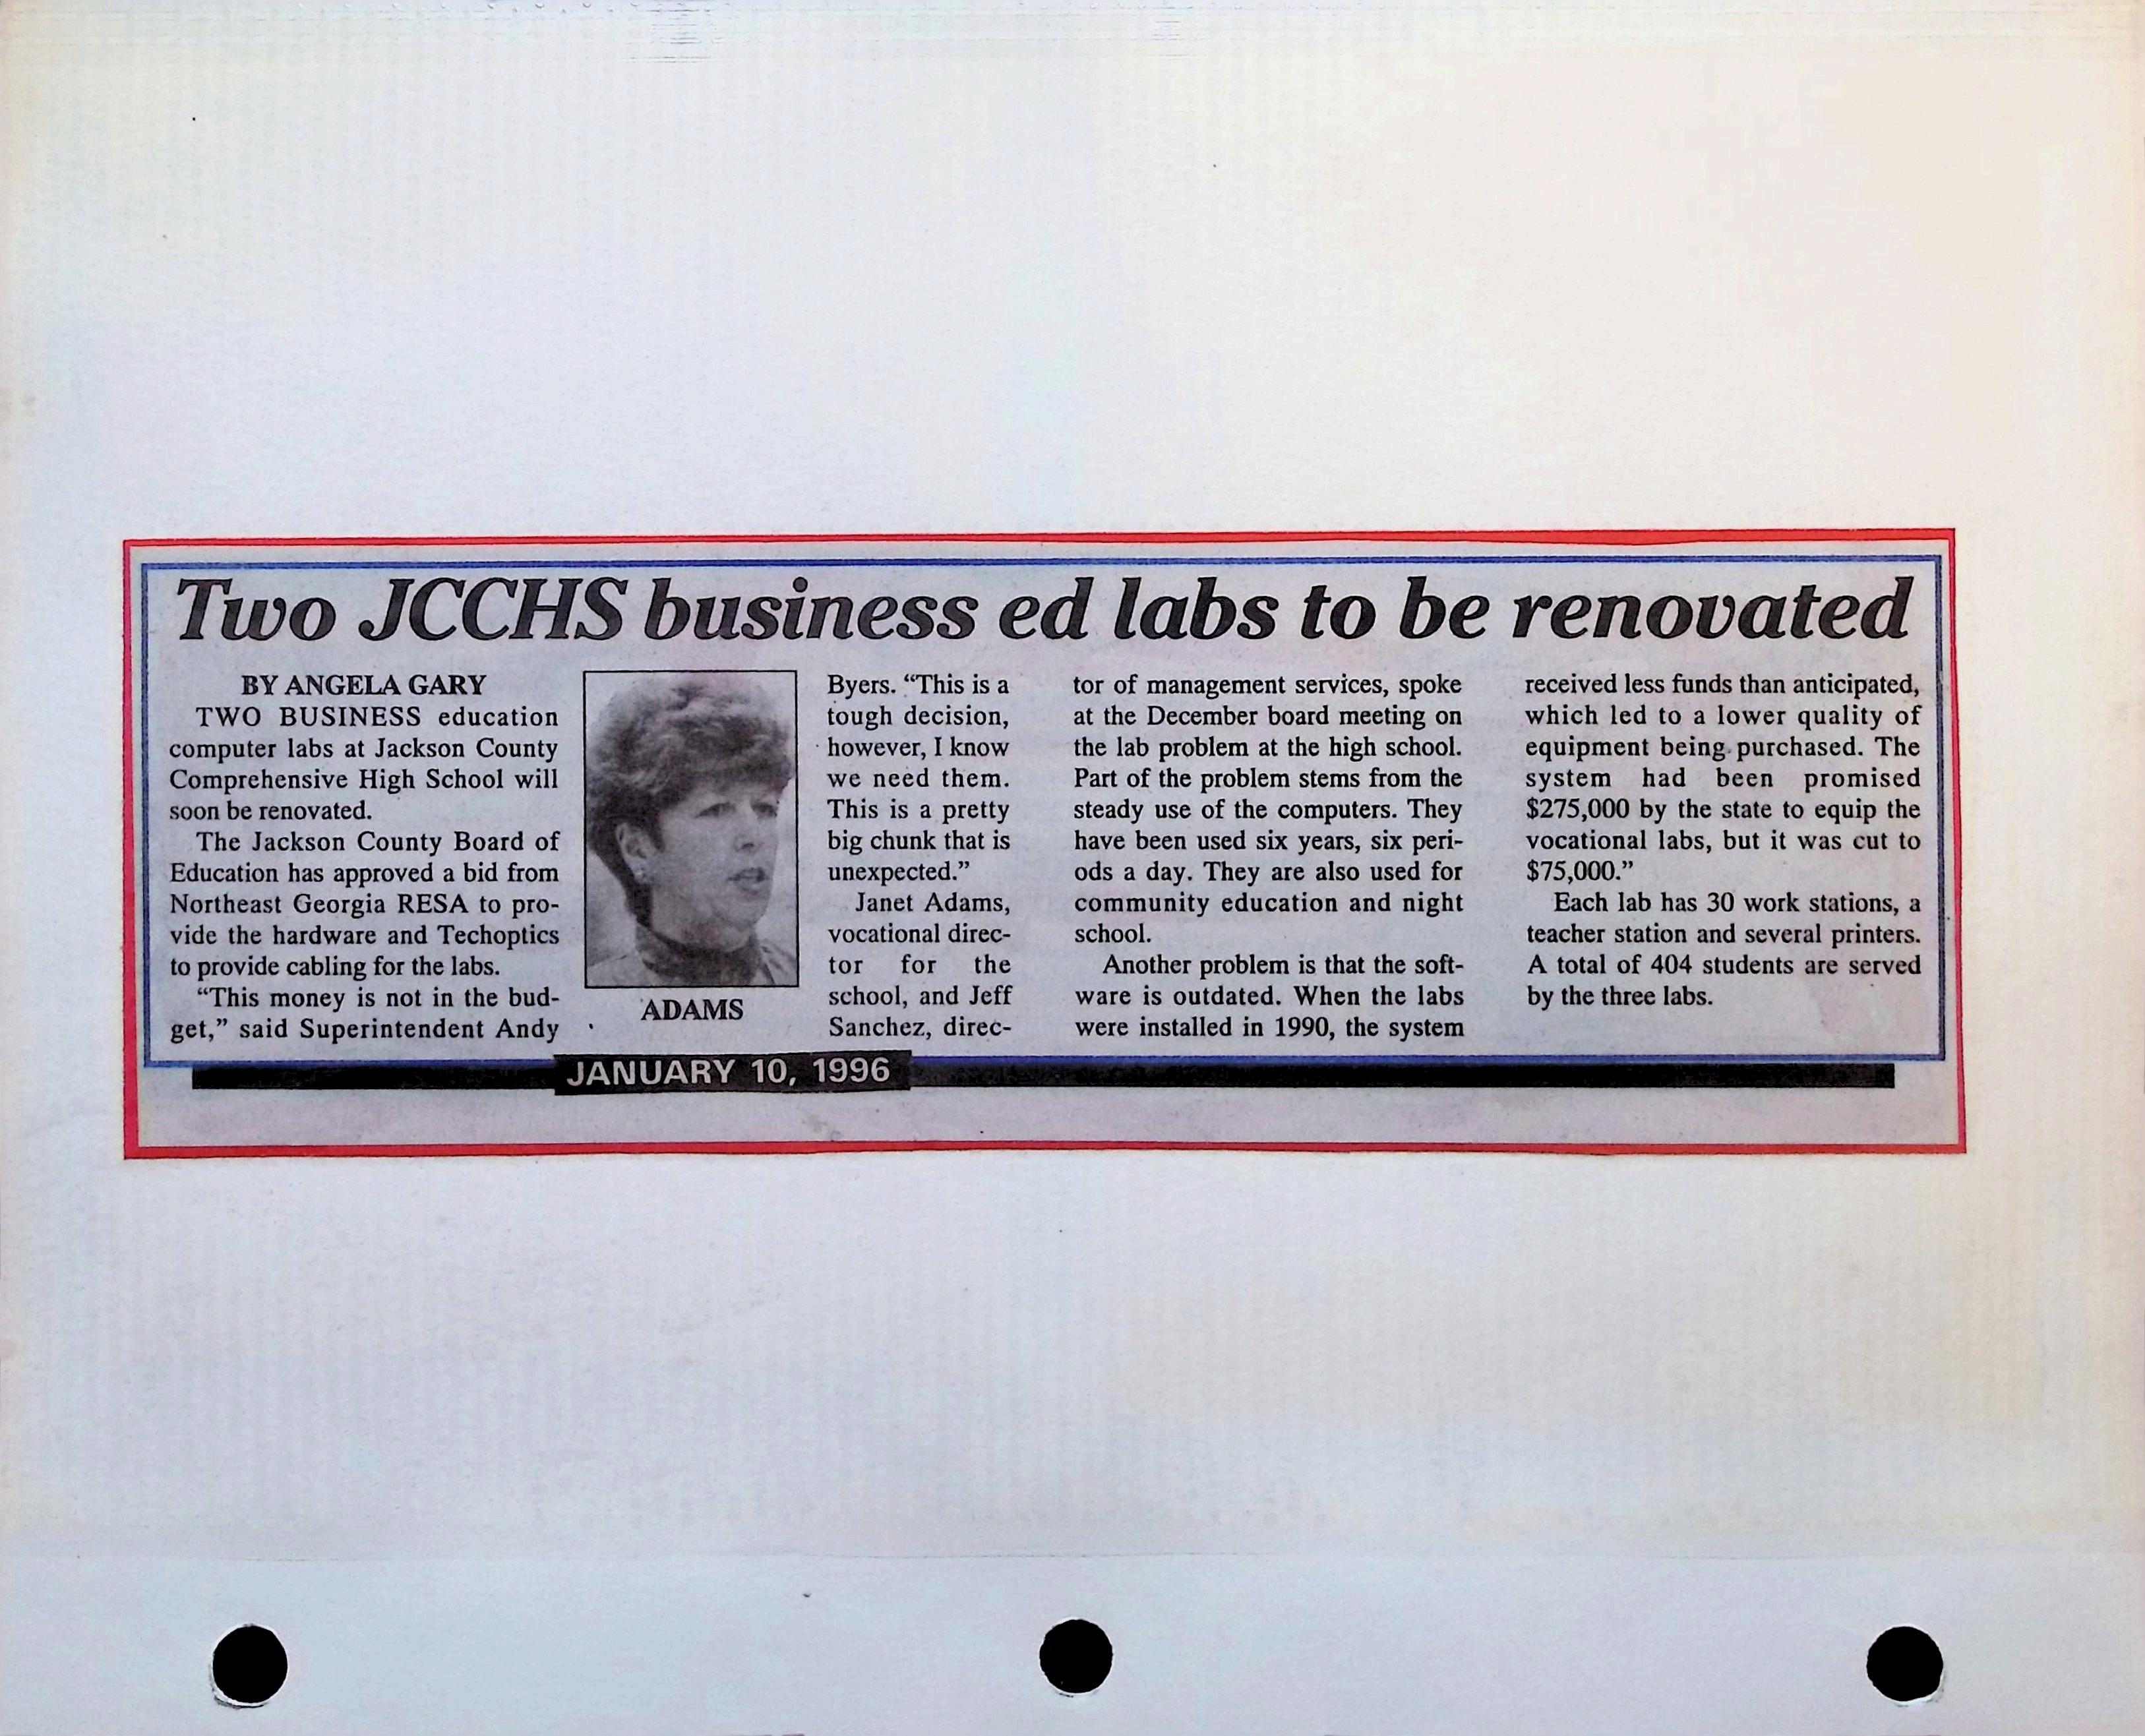 Two JCCHS business ed labs to be renovated
BY ANGELA GARY
TWO BUSINESS education
computer labs at Jackson County
Comprehensive High School will
soon be renovated.
The Jackson County Board of
Education has approved a bid from
Northeast Georgia RESA to pro-
vide the hardware and Techoptics
to provide cabling for the labs.
“This money is not in the bud-
get,” said Superintendent Andy
ADAMS
Byers. “This is a
tough decision,
however, I know
we need them.
This is a pretty
big chunk that is
unexpected.”
Janet Adams,
vocational direc-
tor for the
school, and Jeff
Sanchez, direc-
tor of management services, spoke
at the December board meeting on
the lab problem at the high school.
Part of the problem stems from the
steady use of the computers. They
have been used six years, six peri-
ods a day. They are also used for
community education and night
school.
Another problem is that the soft-
ware is outdated. When the labs
were installed in 1990, the system
received less funds than anticipated,
which led to a lower quality of
equipment being purchased. The
system had been promised
$275,000 by the state to equip the
vocational labs, but it was cut to
$75,000.”
Each lab has 30 work stations, a
teacher station and several printers.
A total of 404 students are served
by the three labs.
JANUARY 10, 1996